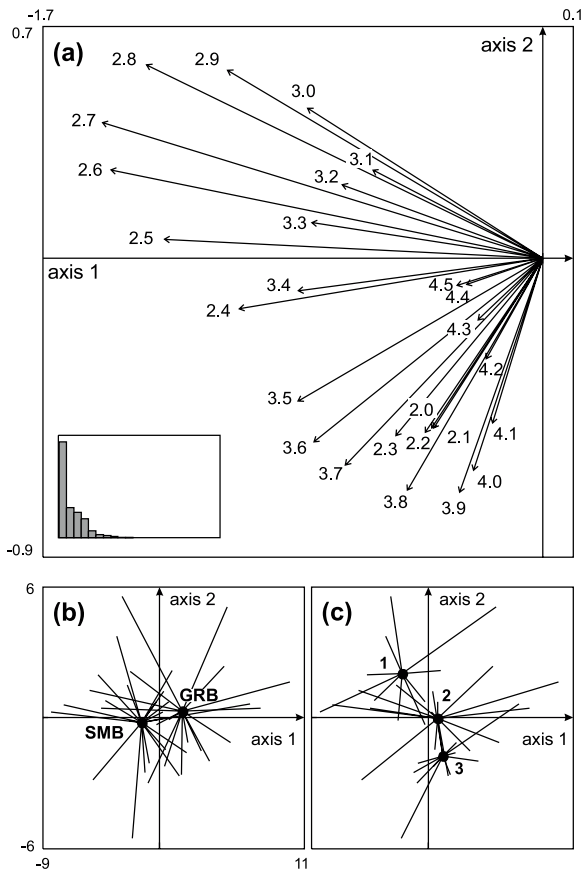 -1.7 0.1
0.7
(a)
axis 2
2.8 2.9
3.0
2.7
3.1
2.6 3.2
3.3
2.5
axis 1
3.4 4.5
4.4
2.4
4.3
4.2
3.5 2.0
3.6 2.3 2.2 2.1 4.1
3.7
3.8 3.9 4.0
-0.9
6
(b) axis 2 (c) axis 2
1
GRB 2
SMB axis 1 axis 1
3
-6
-9 11